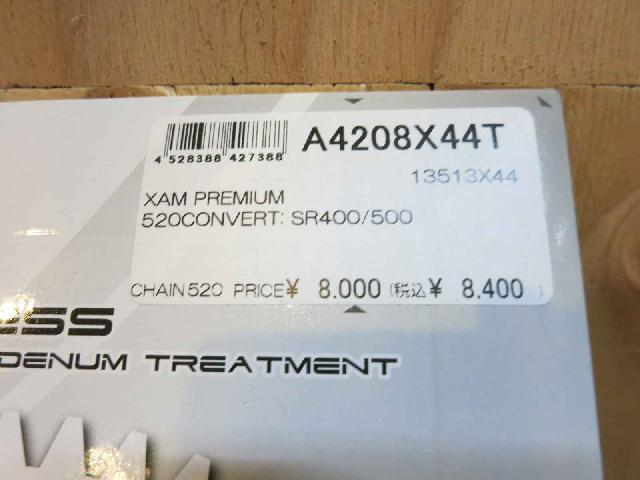 A4208X44T
4 528388 427388
13513X44
XAM PREMIUM
520CONVERT: SR400/500
CHAIN520 PRICE¥ 8.000 (税込¥ 8.400 )
ESS
DENUM TREATMENT